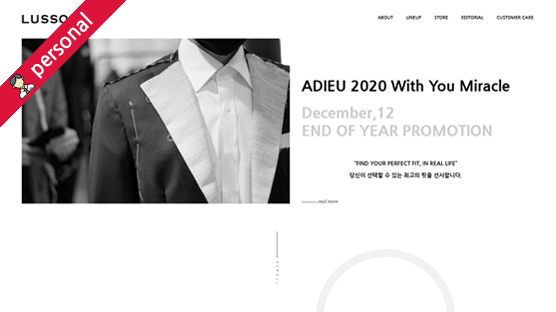 LUSSO
personal
ABOUT LINEUP STORE EDITORIAL CUSTOMER CARE
ADIEU 2020 With You Miracle
December,12
END OF YEAR PROMOTION
"FIND YOUR PERFECT FIT, IN REAL LIFE"
당신이 선택할 수 있는 최고의 핏을 선사합니다.
read more